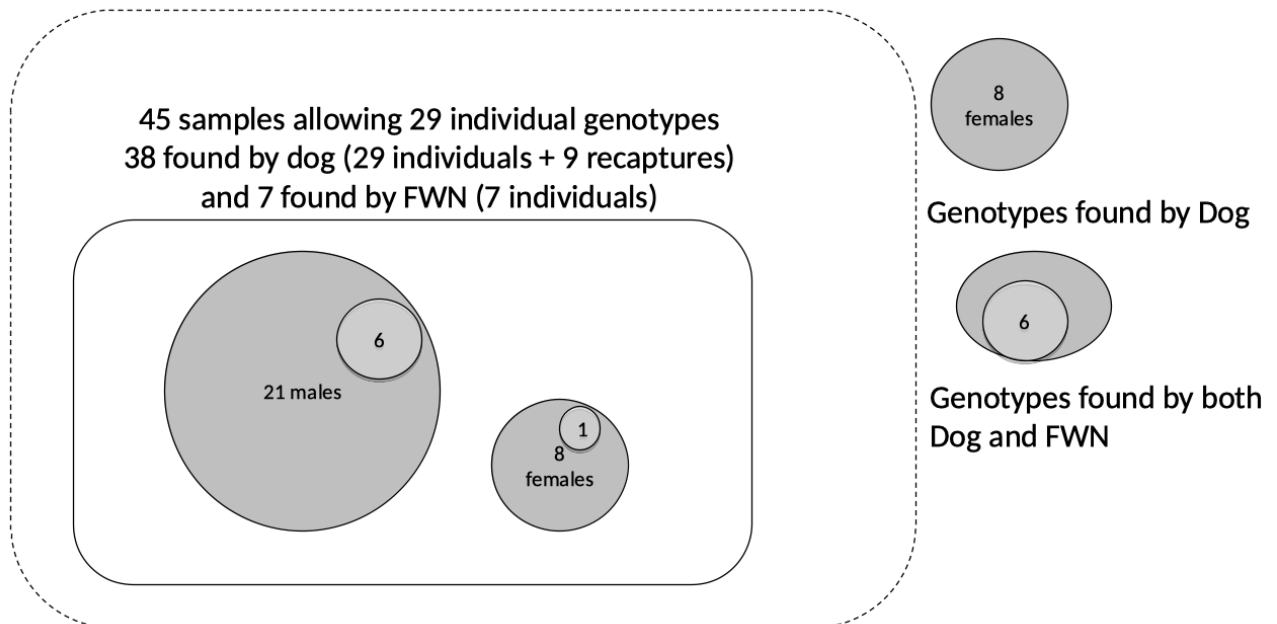 45 samples allowing 29 individual genotypes
38 found by dog (29 individuals + 9 recaptures)
and 7 found by FWN (7 individuals)
6
21 males
1
8
females
8
females
Genotypes found by Dog
6
Genotypes found by both
Dog and FWN